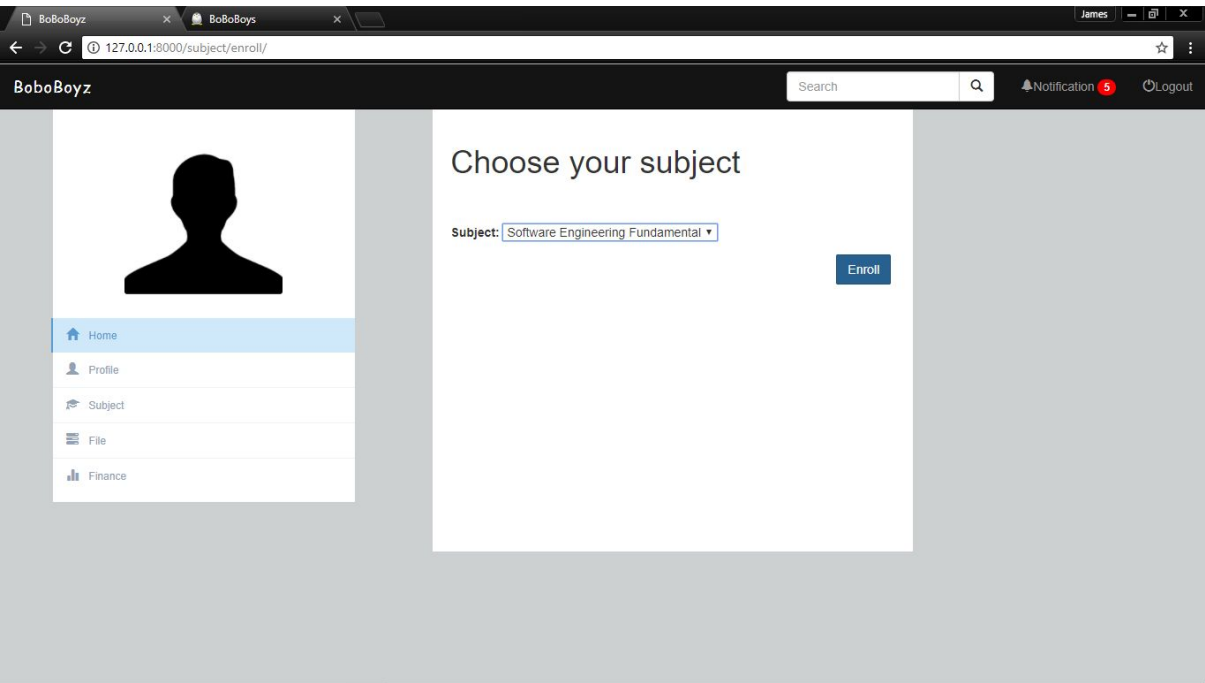 BoBoBoyz
BoBoBoys
James
127.0.0.1:8000/subject/enroll/
BoboBoyz
Search
Notification 5
Logout
Choose your subject
Subject: Software Engineering Fundamental
Enroll
Home
Profile
Subject
File
Finance